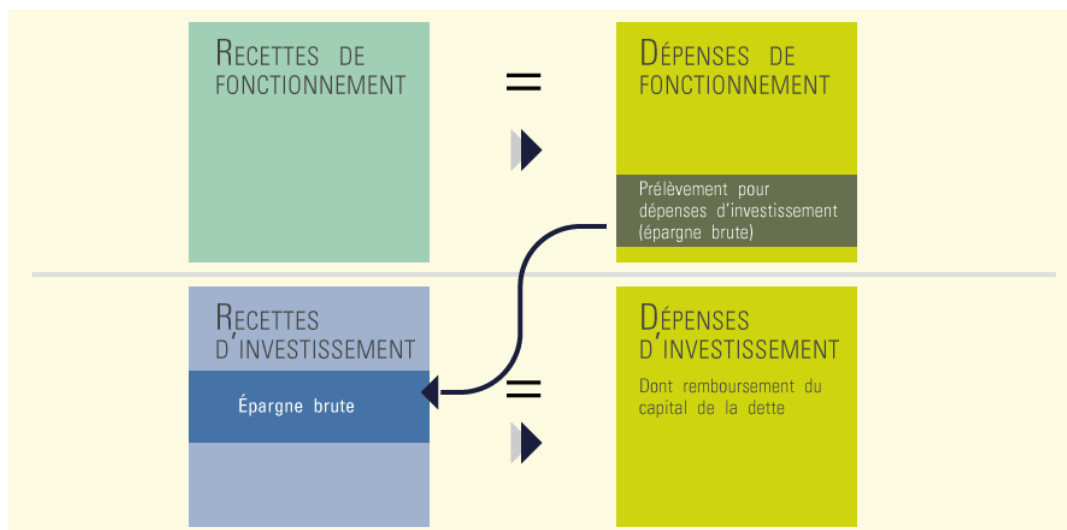 RECETTES DE
FONCTIONNEMENT
=
DÉPENSES DE
FONCTIONNEMENT
Prélèvement pour
dépenses d'investissement
(épargne brute)
RECETTES
D'INVESTISSEMENT
Épargne brute
=
DÉPENSES
D'INVESTISSEMENT
Dont remboursement du
capital de la dette